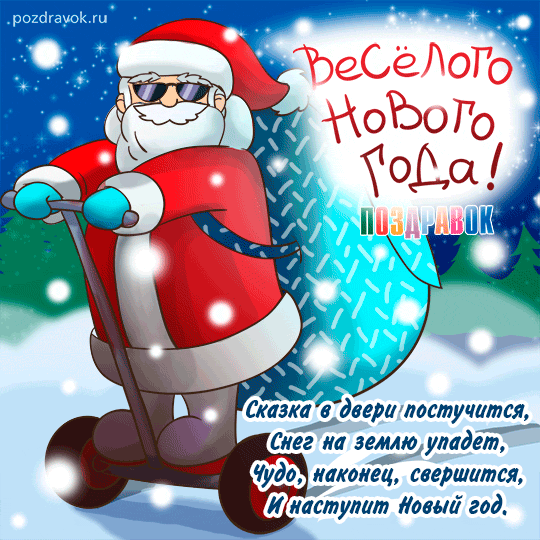 pozdravok.ru
Весёлого
Нового
года!
ПОЗДРАВОК
Сказка в двери постучится,
Снег на землю упадет,
Чудо, наконец, свершится,
И наступит Новый год.